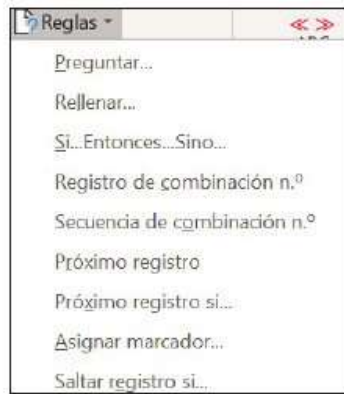 Reglas
Preguntar...
Rellenar...
Si...Entonces...Sino...
Registro de combinación n.º
Secuencia de combinación n.º
Próximo registro
Próximo registro si...
Asignar marcador...
Saltar registro si...